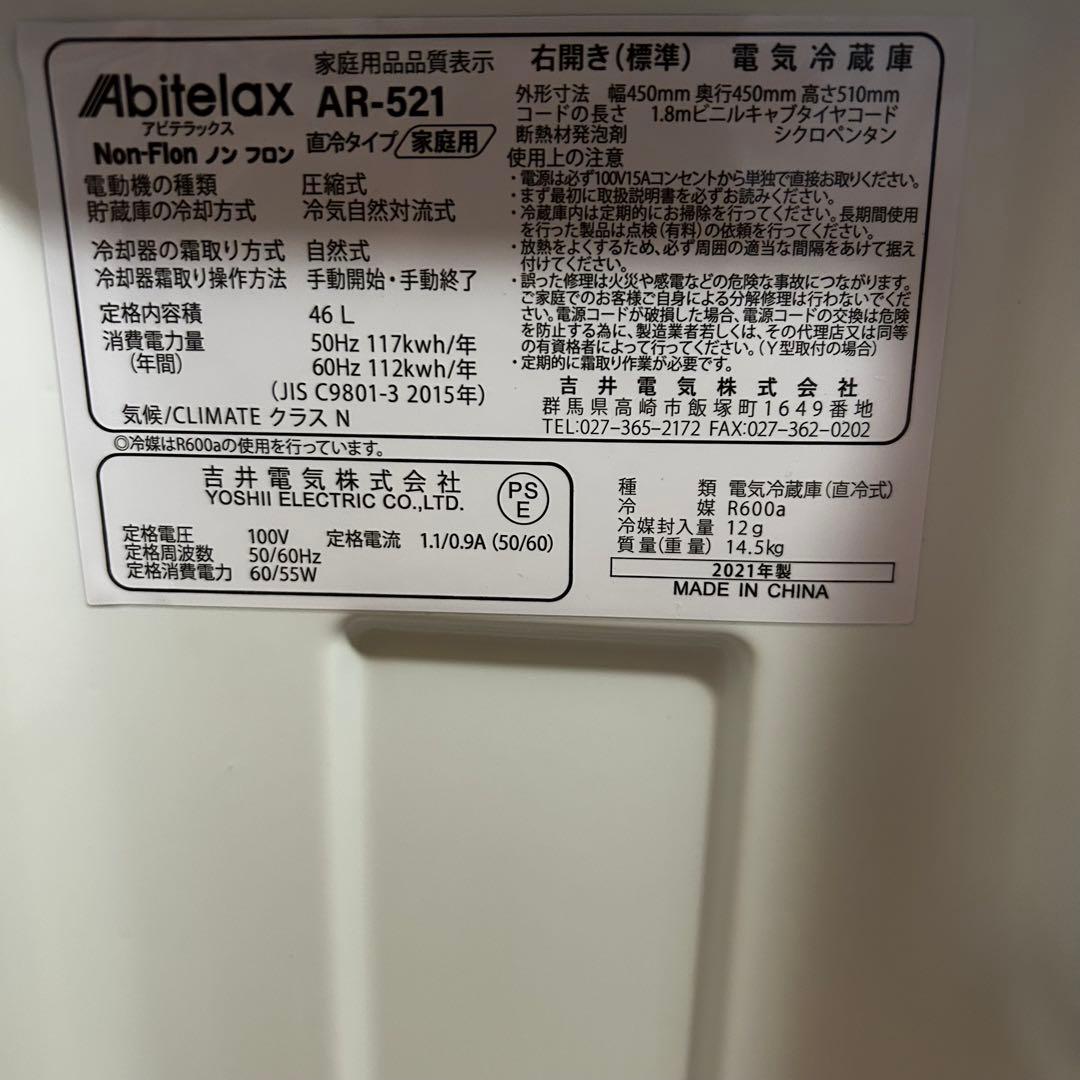 家庭用品品質表示 右開き(標準) 電気冷蔵庫
Abitelax AR-521
アビテラックス
Non-Flon ノン フロン 直冷タイプ 家庭用
電動機の種類 圧縮式
貯蔵庫の冷却方式 冷気自然対流式
冷却器の霜取り方式 自然式
冷却器霜取り操作方法 手動開始・手動終了
定格内容積 46 L
消費電力量 50Hz 117kwh/年
(年間) 60Hz 112kwh/年
(JIS C9801-3 2015年)
気候/CLIMATE クラス N
外形寸法 幅450mm 奥行450mm 高さ510mm
コードの長さ 1.8mビニルキャブタイヤコード
断熱材発泡剤 シクロペンタン
使用上の注意
・電源は必ず100V15Aコンセントから単独で直接お取りください。
・まず最初に取扱説明書を必ずお読みください。
・冷蔵庫内は定期的にお掃除を行ってください。長期間使用
を行った製品は点検(有料)の依頼を行ってください。
・放熱をよくするため、必ず周囲の適当な間隔をあけて据え
付けてください。
・誤った修理は火災や感電などの危険な事故につながります。
ご家庭でのお客様ご自身による分解修理は行わないでくだ
さい。電源コードが破損した場合、電源コードの交換は危険
を防止する為に、製造業者若しくは、その代理店又は同等
の有資格者によって行ってください。(Y型取付の場合)
・定期的に霜取り作業が必要です。
吉井電気株式会社
群馬県高崎市飯塚町1649番地
TEL:027-365-2172 FAX:027-362-0202
◎冷媒はR600aの使用を行っています。
吉井電気株式会社
YOSHII ELECTRIC CO.,LTD.
PS
E
定格電圧 100V 定格電流 1.1/0.9A (50/60)
定格周波数 50/60Hz
定格消費電力 60/55W
種類 電気冷蔵庫(直冷式)
冷媒 R600a
冷媒封入量 12g
質量(重量) 14.5kg
2021年製
MADE IN CHINA